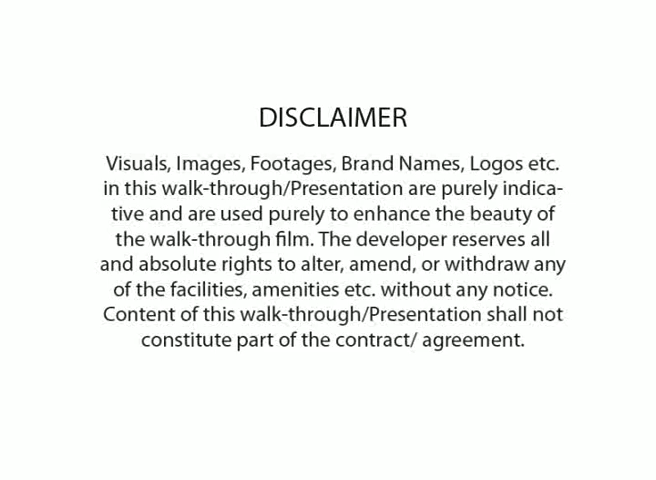 DISCLAIMER
Visuals, Images, Footages, Brand Names, Logos etc.
in this walk-through/Presentation are purely indica-
tive and are used purely to enhance the beauty of
the walk-through film. The developer reserves all
and absolute rights to alter, amend, or withdraw any
of the facilities, amenities etc. without any notice.
Content of this walk-through/Presentation shall not
constitute part of the contract/ agreement.